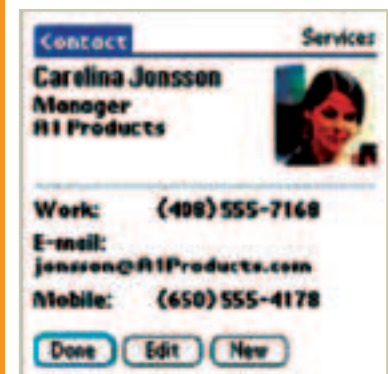 Contact Services
Carolina Jonsson
Manager
A1 Products
Work: (408) 555-7168
E-mail:
jonsson@A1Products.com
Mobile: (650) 555-4178
Done Edit New